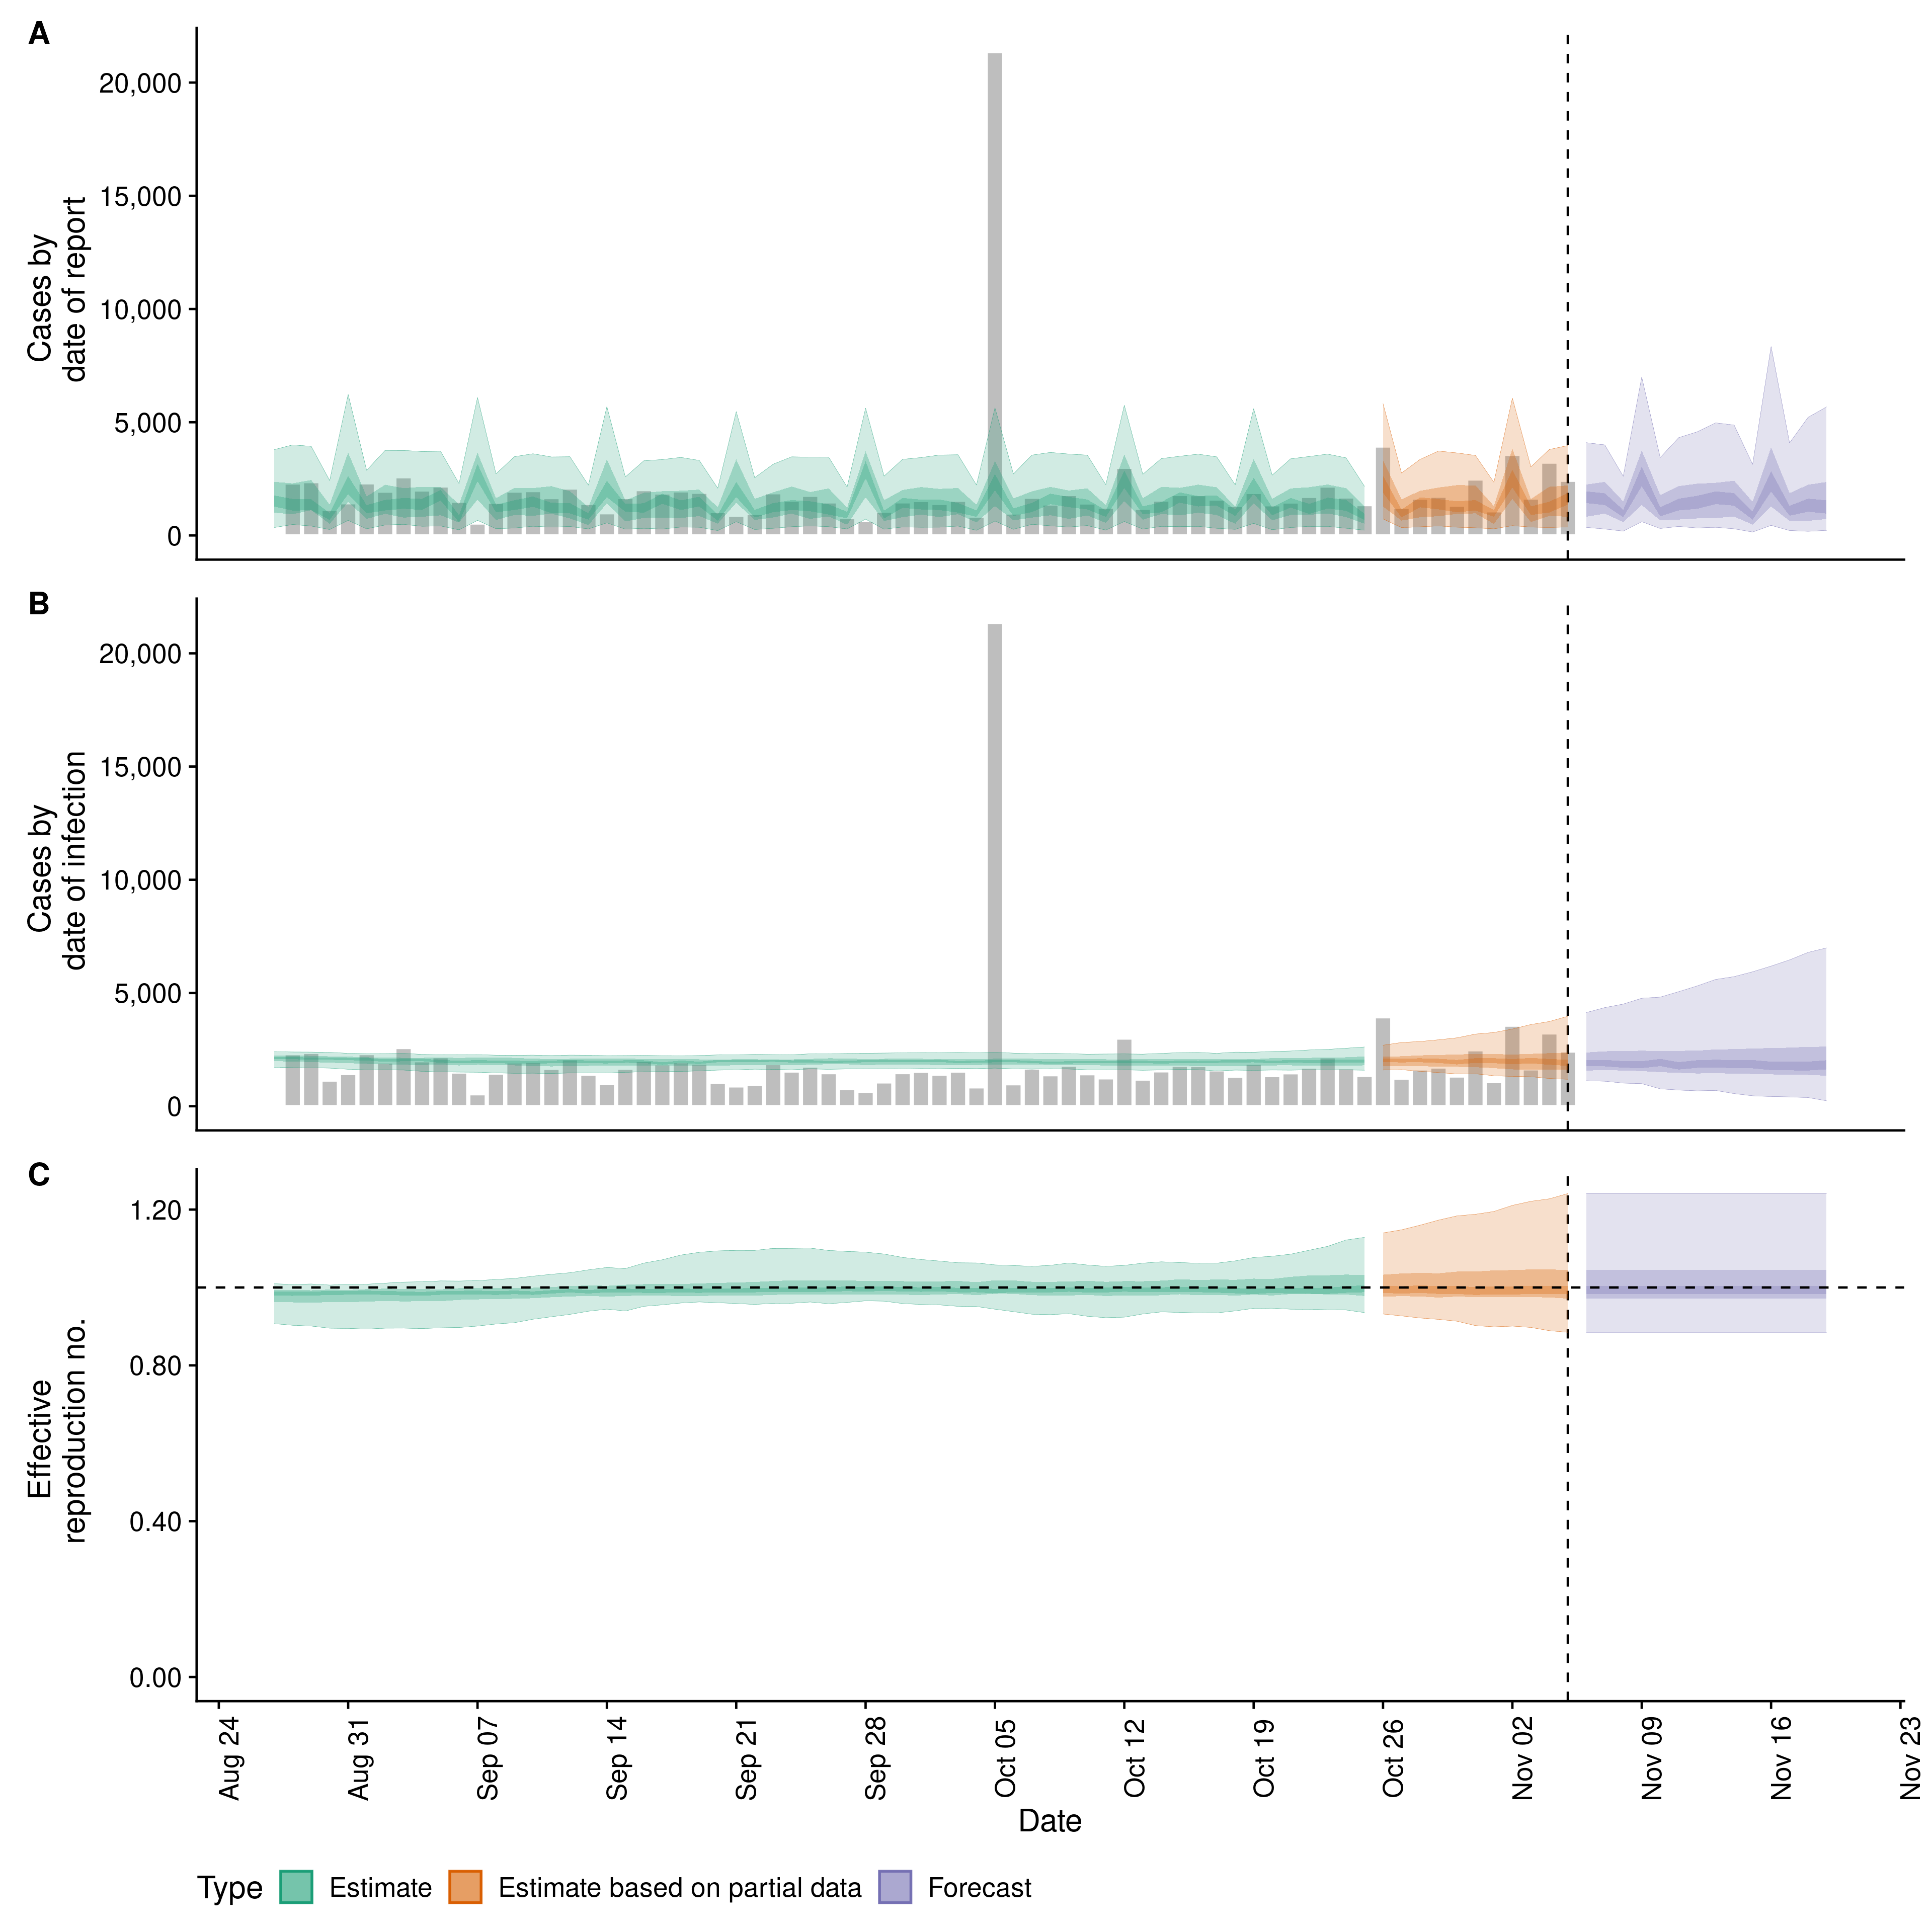 A
20,000
15,000
10,000
5,000
0
Cases by
date of report
B
20,000
15,000
10,000
5,000
0
Cases by
date of infection
C
1.20
0.80
0.40
0.00
Effective
reproduction no.
Aug 24
Aug 31
Sep 07
Sep 14
Sep 21
Sep 28
Oct 05
Oct 12
Oct 19
Oct 26
Nov 02
Nov 09
Nov 16
Nov 23
Date
Type Estimate Estimate based on partial data Forecast